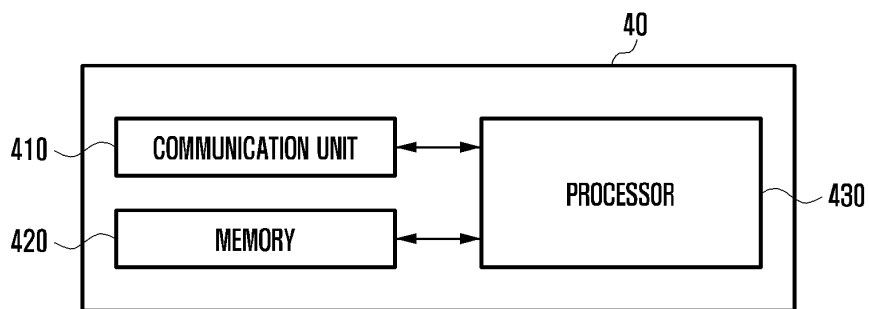 40
410
COMMUNICATION UNIT
PROCESSOR
430
420
MEMORY